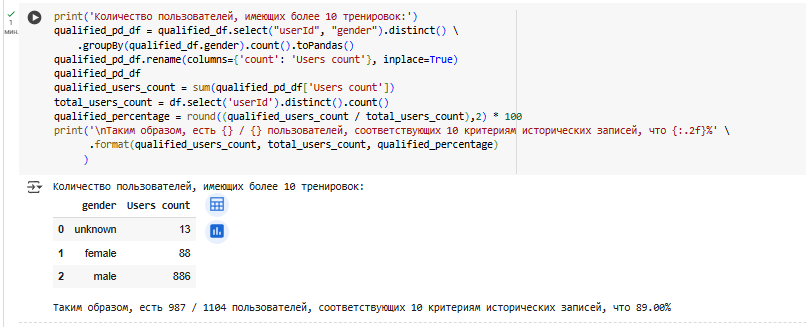 1
мин.
print('Количество пользователей, имеющих более 10 тренировок:')
qualified_pd_df = qualified_df.select("userId", "gender").distinct() \
.groupBy(qualified_df.gender).count().toPandas()
qualified_pd_df.rename(columns={'count': 'Users count'}, inplace=True)
qualified_pd_df
qualified_users_count = sum(qualified_pd_df['Users count'])
total_users_count = df.select('userId').distinct().count()
qualified_percentage = round((qualified_users_count / total_users_count),2) * 100
print('\nТаким образом, есть {} / {} пользователей, соответствующих 10 критериям исторических записей, что {:.2f}%' \
.format(qualified_users_count, total_users_count, qualified_percentage)
)
Количество пользователей, имеющих более 10 тренировок:
gender Users count
0 unknown 13
1 female 88
2 male 886
Таким образом, есть 987 / 1104 пользователей, соответствующих 10 критериям исторических записей, что 89.00%